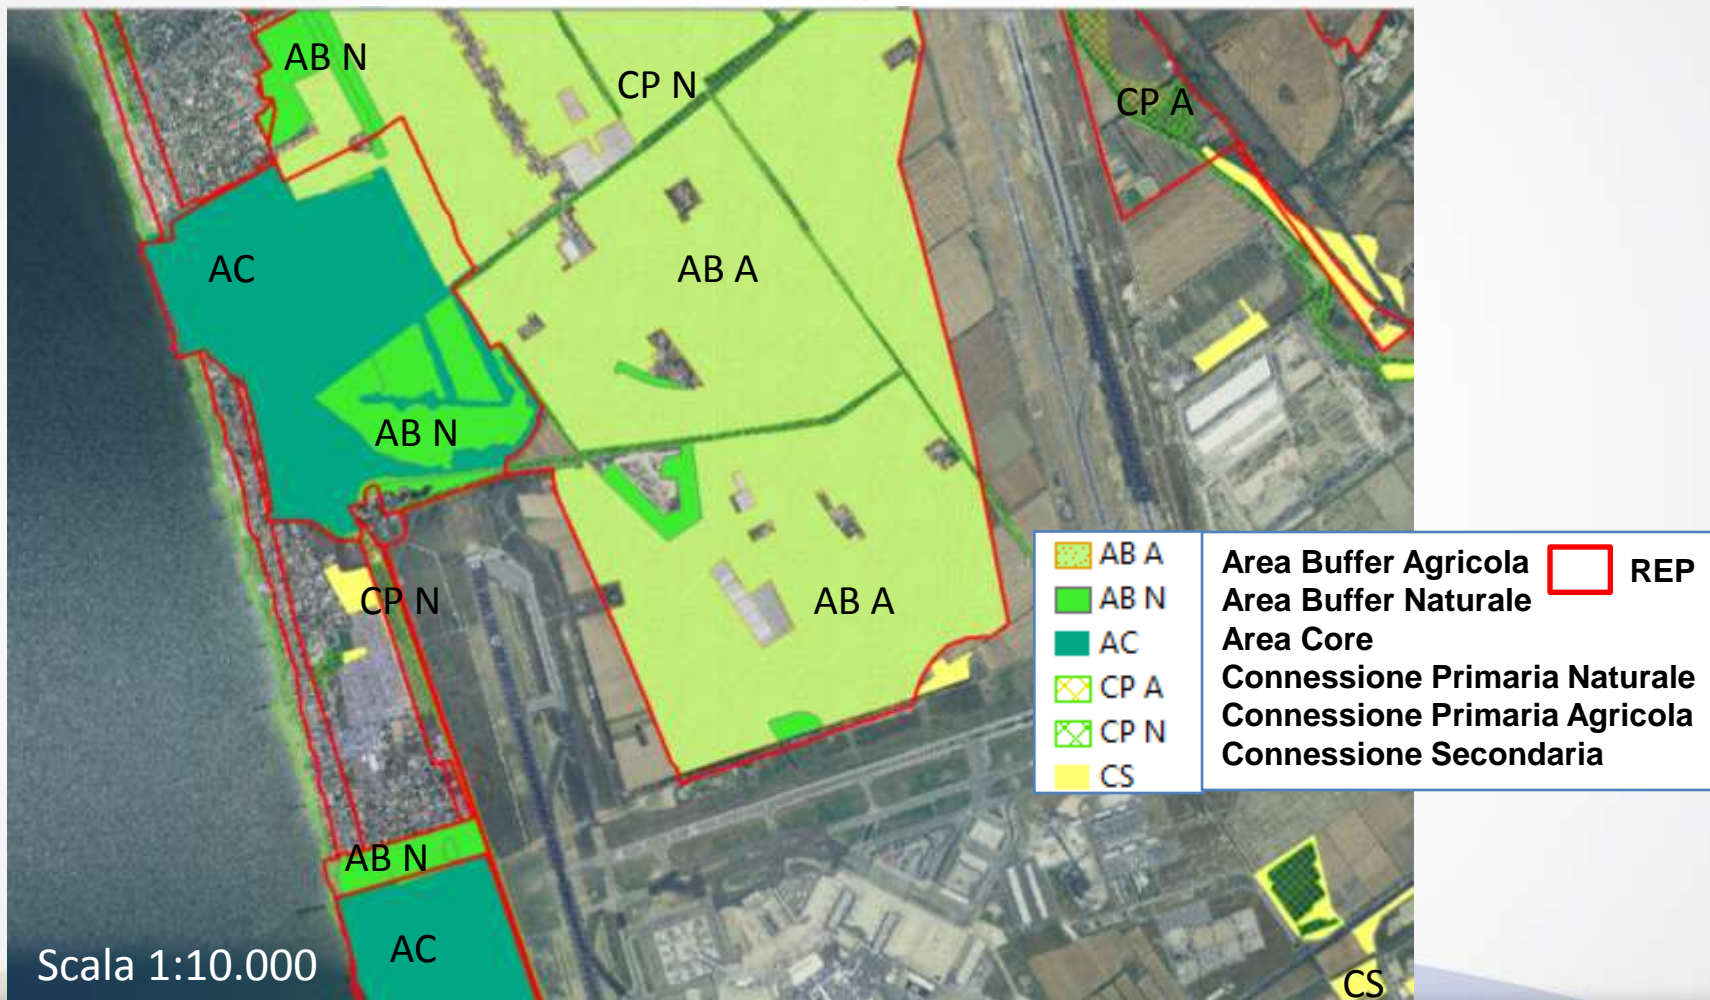 AB N
CP N
CP A
AC
AB A
AB N
CP N
AB A
AB N
AC
CS
Scala 1:10.000
AB A
AB N
AC
CP A
CP N
CS
Area Buffer Agricola
REP
Area Buffer Naturale
Area Core
Connessione Primaria Naturale
Connessione Primaria Agricola
Connessione Secondaria